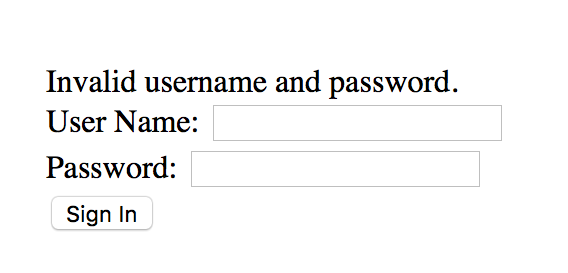 Invalid username and password.
User Name:
Password:
Sign In